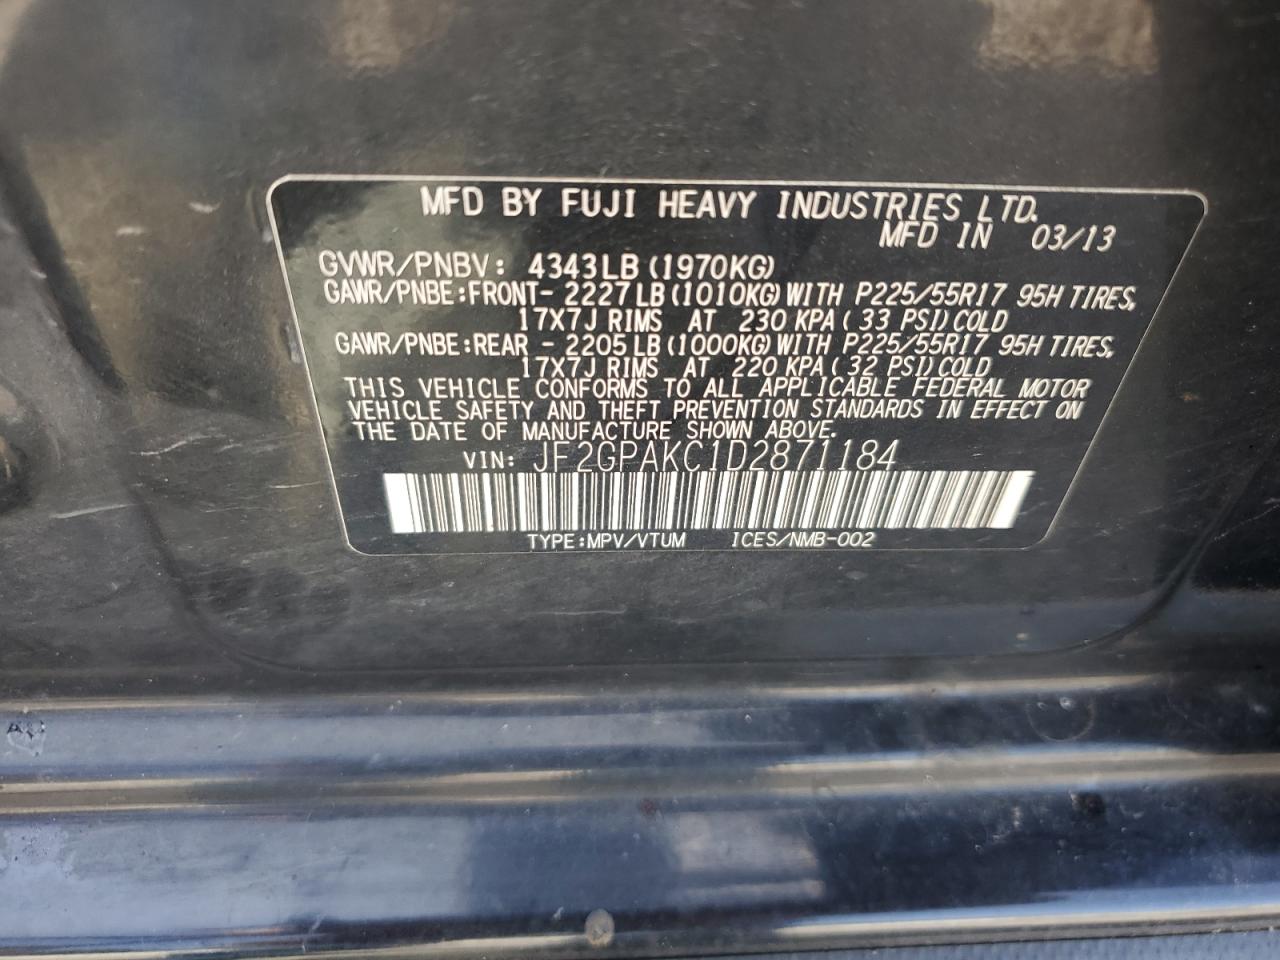 MFD BY FUJI HEAVY INDUSTRIES LTD.
MFD IN 03/13
GVWR/PNBV: 4343LB (1970KG)
GAWR/PNBE:FRONT- 2227LB(1010KG)WITH P225/55R17 95H TIRES,
17X7J RIMS AT 230 KPA ( 33 PSI)COLD
GAWR/PNBE:REAR - 2205LB(1000KG)WITH P225/55R17 95H TIRES,
17X7J RIMS AT 220 KPA ( 32 PSI)COLD
THIS VEHICLE CONFORMS TO ALL APPLICABLE FEDERAL MOTOR
VEHICLE SAFETY AND THEFT PREVENTION STANDARDS IN EFFECT ON
THE DATE OF MANUFACTURE SHOWN ABOVE.
VIN: JF2GPAKC1D2871184
TYPE:MPV/VTUM ICES/NMB-002